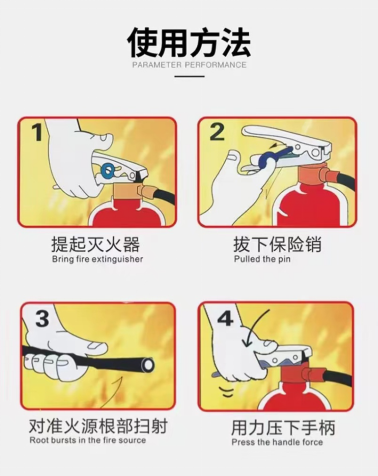 使用方法
PARAMETER PERFORMANCE
1
2
提起灭火器
Bring fire extinguisher
拔下保险销
Pulled the pin
3
4
对准火源根部扫射
Root bursts in the fire source
用力压下手柄
Press the handle force